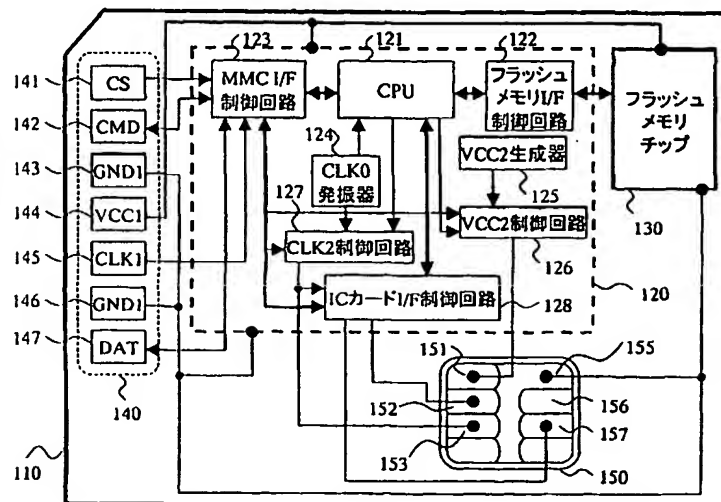 123
121
122
141
CS
MMC I/F
制御回路
CPU
フラッシュ
メモリI/F
制御回路
フラッシュ
メモリ
チップ
142
CMD
124
143
GND1
CLK0
発振器
VCC2生成器
125
144
VCC1
127
130
VCC2制御回路
145
CLK1
CLK2制御回路
126
146
GND1
ICカードI/F制御回路
128
120
147
DAT
151
155
140
152
156
153
157
110
150